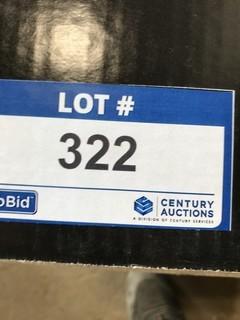 LOT #
322
Bid
CENTURY
AUCTIONS
A DIVISION OF CENTURY SERVICES